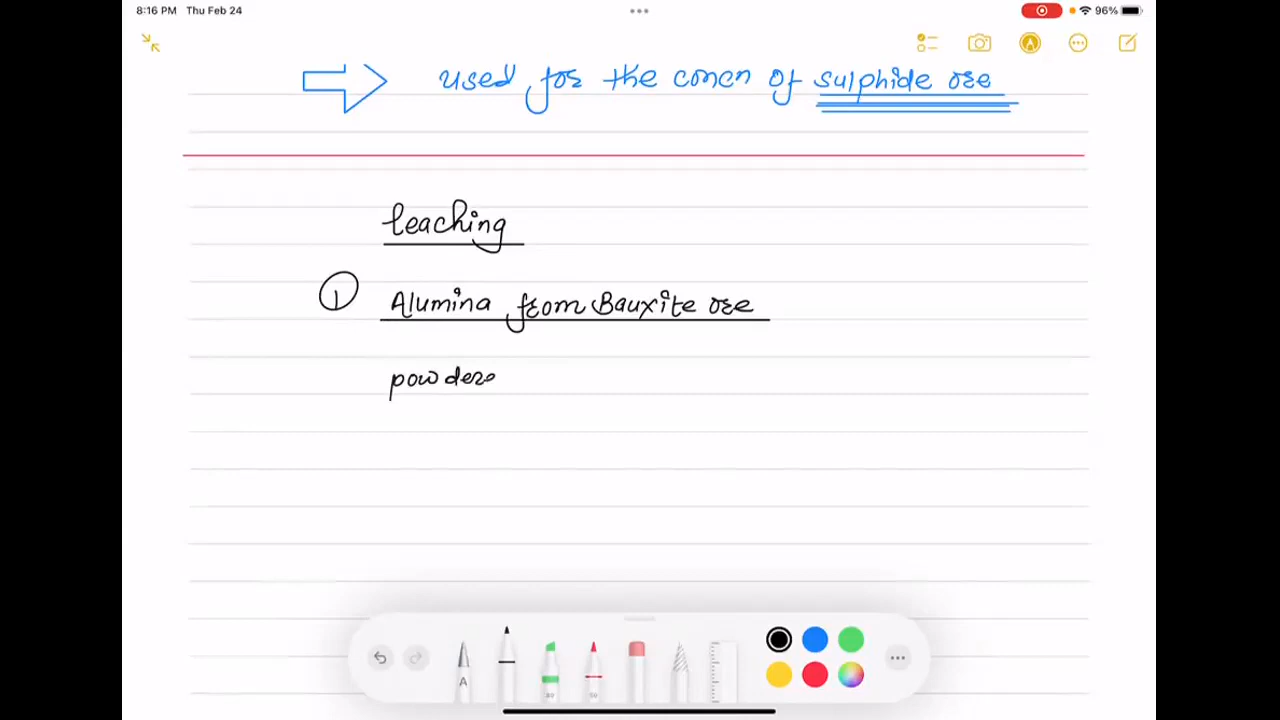 8:16 PM Thu Feb 24
96%
used for the concn of sulphide ore
leaching
1 Alumina from Bauxite ore
powdere
A